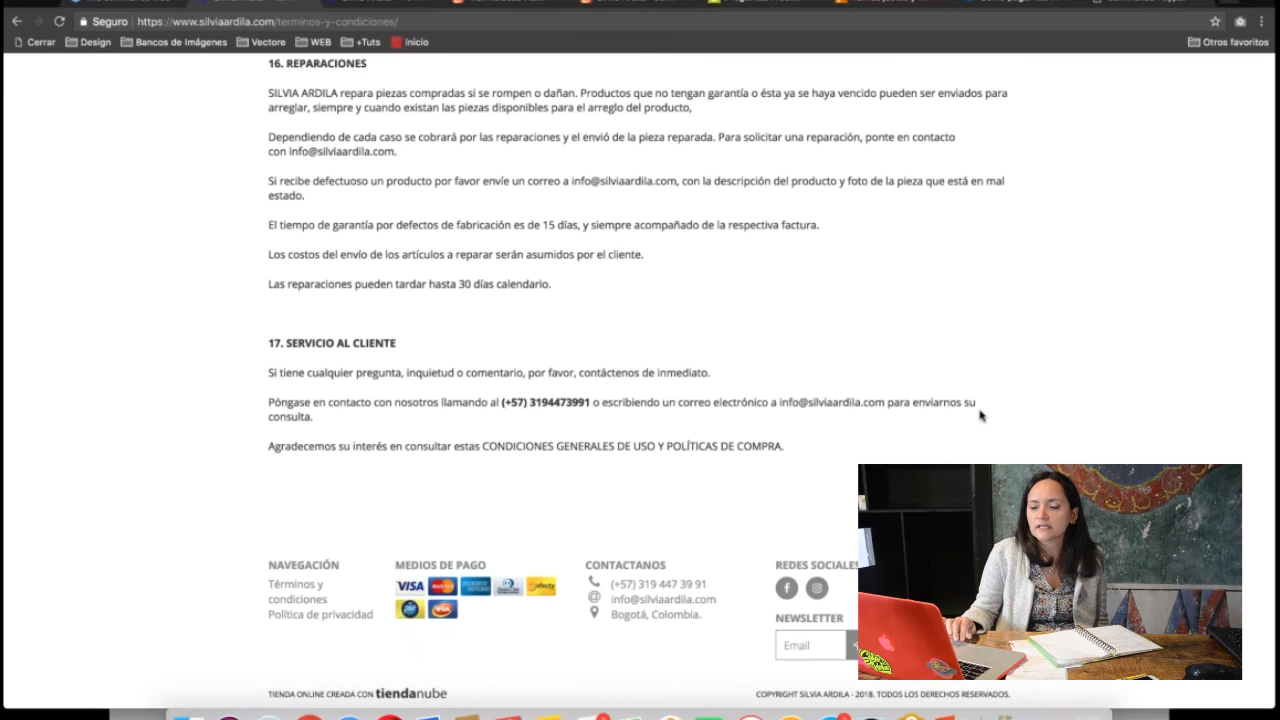 Seguro https://www.silviaardila.com/terminos-y-condiciones/
Cerrar Design Bancos de Imágenes Vectore WEB +Tuts inicio Otros favoritos
16. REPARACIONES
SILVIA ARDILA repara piezas compradas si se rompen o dañan. Productos que no tengan garantía o ésta ya se haya vencido pueden ser enviados para
arreglar, siempre y cuando existan las piezas disponibles para el arreglo del producto,
Dependiendo de cada caso se cobrará por las reparaciones y el envió de la pieza reparada. Para solicitar una reparación, ponte en contacto
con info@silviaardila.com.
Si recibe defectuoso un producto por favor envíe un correo a info@silviaardila.com, con la descripción del producto y foto de la pieza que está en mal
estado.
El tiempo de garantía por defectos de fabricación es de 15 días, y siempre acompañado de la respectiva factura.
Los costos del envío de los artículos a reparar serán asumidos por el cliente.
Las reparaciones pueden tardar hasta 30 días calendario.
17. SERVICIO AL CLIENTE
Si tiene cualquier pregunta, inquietud o comentario, por favor, contáctenos de inmediato.
Póngase en contacto con nosotros llamando al (+57) 3194473991 o escribiendo un correo electrónico a info@silviaardila.com para enviarnos su
consulta.
Agradecemos su interés en consultar estas CONDICIONES GENERALES DE USO Y POLÍTICAS DE COMPRA.
NAVEGACIÓN
Términos y
condiciones
Política de privacidad
MEDIOS DE PAGO
VISA
CONTACTANOS
(+57) 319 447 39 91
info@silviaardila.com
Bogotá, Colombia.
REDES SOCIALES
NEWSLETTER
Email
TIENDA ONLINE CREADA CON tiendanube
COPYRIGHT SILVIA ARDILA - 2018. TODOS LOS DERECHOS RESERVADOS.